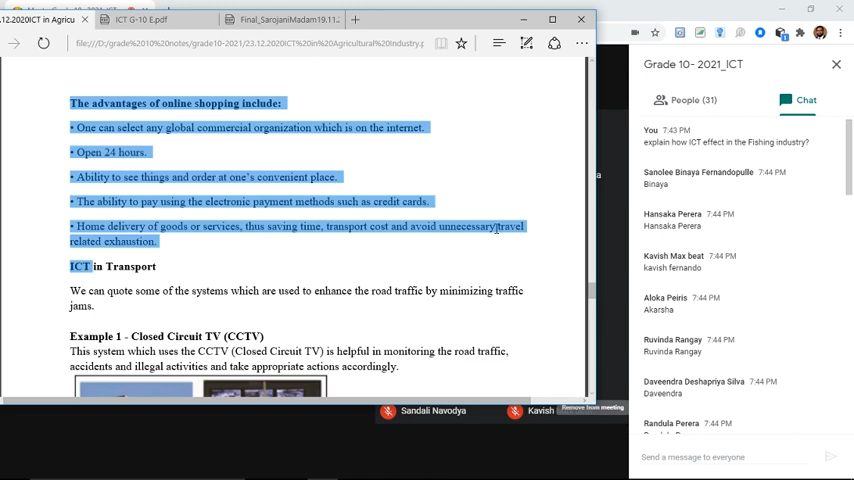 12.2020ICT in Agricu
ICT G-10 E.pdf
Final_SarojaniMadam19.11.2
file:///D:/grade%2010%20notes/grade10-2021/23.12.2020ICT%20in%20Agricultural%20Industry.p
The advantages of online shopping include:
• One can select any global commercial organization which is on the internet.
• Open 24 hours.
• Ability to see things and order at one's convenient place.
• The ability to pay using the electronic payment methods such as credit cards.
• Home delivery of goods or services, thus saving time, transport cost and avoid unnecessary travel
related exhaustion.
ICT in Transport
We can quote some of the systems which are used to enhance the road traffic by minimizing traffic
jams.
Example 1 - Closed Circuit TV (CCTV)
This system which uses the CCTV (Closed Circuit TV) is helpful in monitoring the road traffic,
accidents and illegal activities and take appropriate actions accordingly.
Sandali Navodya
Kavish
Remove from meeting
Grade 10- 2021_ICT
People (31)
Chat
You 7:43 PM
explain how ICT effect in the Fishing industry?
Sanolee Binaya Fernandopulle 7:44 PM
Binaya
Hansaka Perera 7:44 PM
Hansaka Perera
Kavish Max beat 7:44 PM
kavish fernando
Aloka Peiris 7:44 PM
Akarsha
Ruvinda Rangay 7:44 PM
Ruvinda Rangay
Daveendra Deshapriya Silva 7:44 PM
Daveendra
Randula Perera 7:44 PM
Send a message to everyone